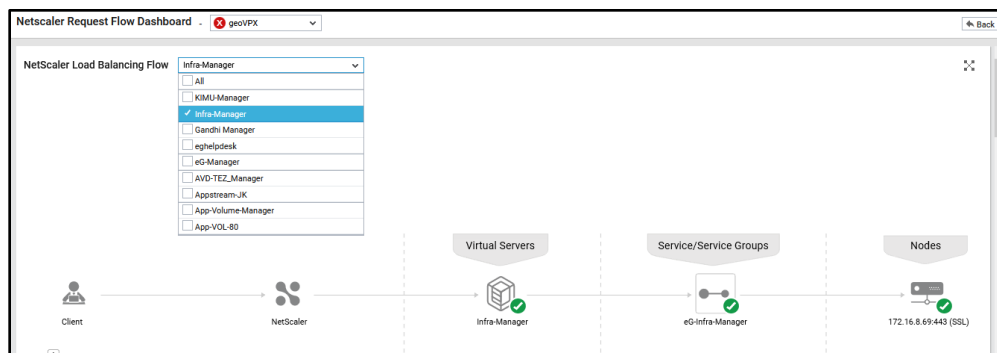 Netscaler Request Flow Dashboard - geoVPX
Back
NetScaler Load Balancing Flow Infra-Manager
All
KIMU-Manager
Infra-Manager
Gandhi Manager
eghelpdesk
eG-Manager
AVD-TEZ_Manager
Appstream-JK
App-Volume-Manager
App-VOL-80
Virtual Servers Service/Service Groups Nodes
Client NetScaler Infra-Manager eG-Infra-Manager 172.16.8.69:443 (SSL)